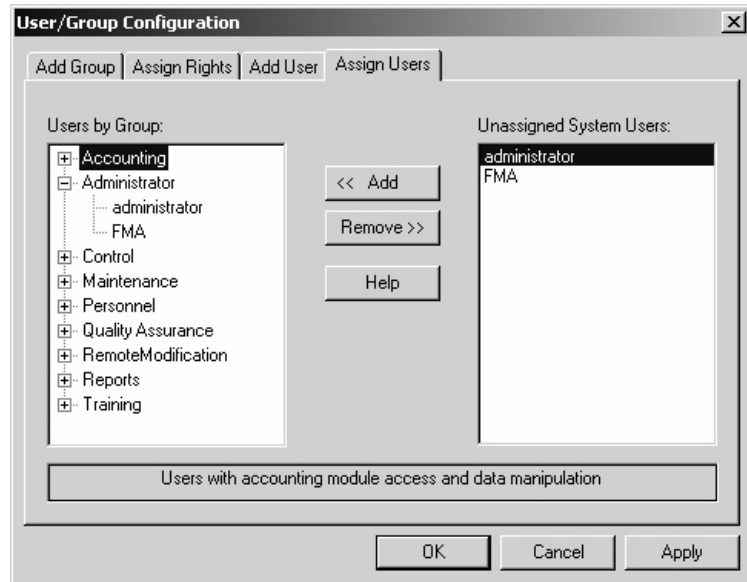 User/Group Configuration
Add Group Assign Rights Add User Assign Users
Users by Group:
Accounting
Administrator
administrator
FMA
Control
Maintenance
Personnel
Quality Assurance
RemoteModification
Reports
Training
<< Add
Remove >>
Help
Unassigned System Users:
administrator
FMA
Users with accounting module access and data manipulation
OK Cancel Apply